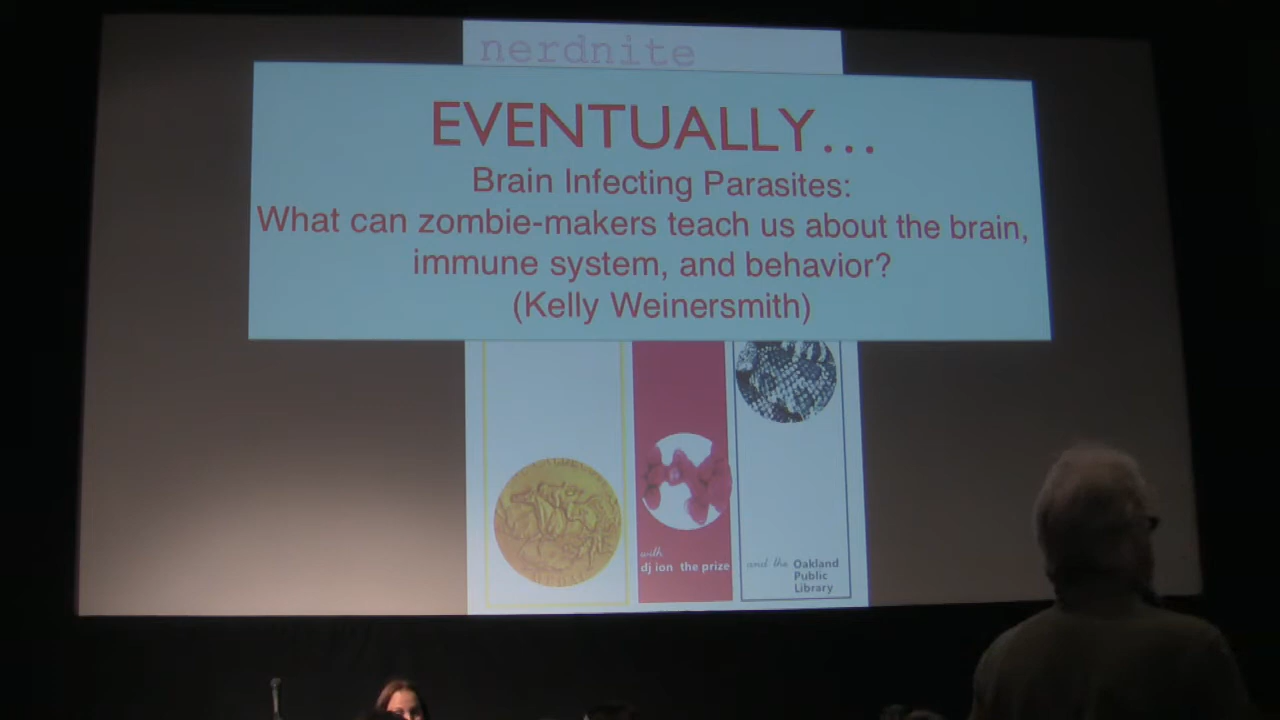 nerdnite
EVENTUALLY...
Brain Infecting Parasites:
What can zombie-makers teach us about the brain,
immune system, and behavior?
(Kelly Weinersmith)
with
dj ion the prize
and the Oakland
Public
Library